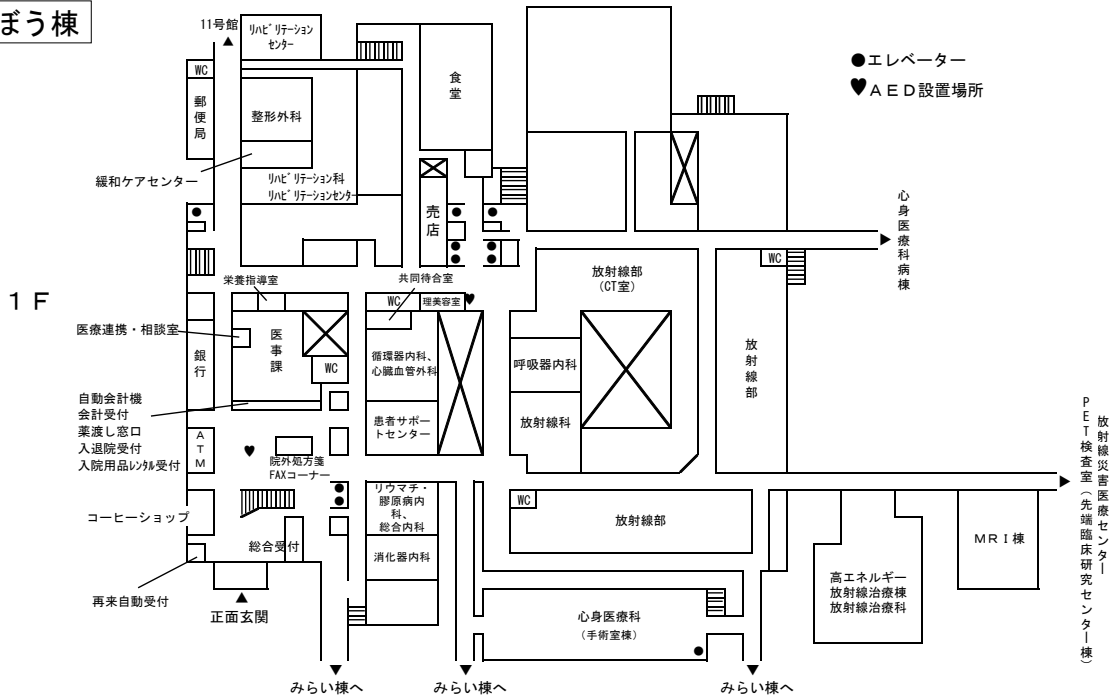 ぼう棟
11号館
リハビリテーション
センター
WC
郵便局
整形外科
緩和ケアセンター
リハビリテーション科
リハビリテーションセンター
食堂
売店
●エレベーター
♥AED設置場所
心身医療科病棟
1F
栄養指導室
共同待合室
WC
理美容室
放射線部
(CT室)
WC
医療連携・相談室
銀行
医事課
WC
循環器内科、
心臓血管外科
呼吸器内科
放射線部
自動会計機
会計受付
薬渡し窓口
入退院受付
入院用品レンタル受付
ATM
患者サポー
トセンター
放射線科
院外処方箋
FAXコーナー
リウマチ・
膠原病内
科、
総合内科
WC
放射線部
コーヒーショップ
総合受付
消化器内科
MRI棟
高エネルギー
放射線治療棟
放射線治療科
放射線災害医療センター
PET検査室(先端臨床研究センター棟)
再来自動受付
正面玄関
心身医療科
(手術室棟)
みらい棟へ
みらい棟へ
みらい棟へ